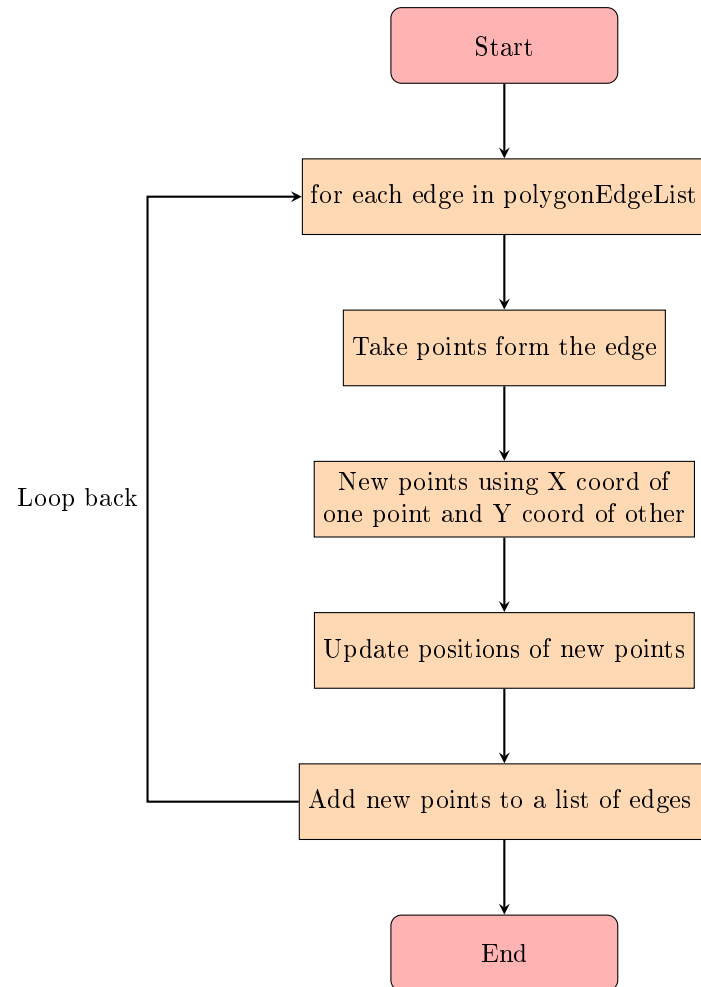 Start
for each edge in polygonEdgeList
Take points form the edge
New points using X coord of
one point and Y coord of other
Loop back
Update positions of new points
Add new points to a list of edges
End